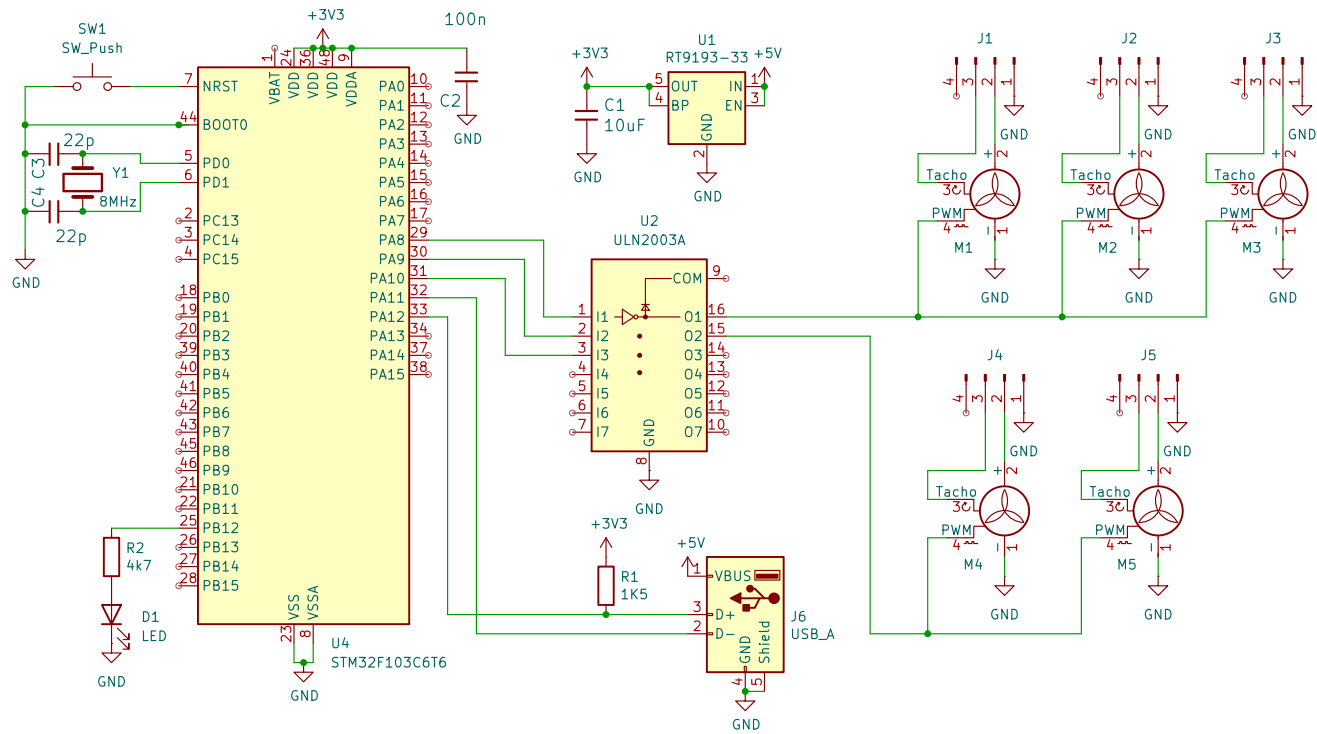 SW1
SW_Push
+3V3
100n
C2
GND
22p
C3
C4
Y1
8MHz
22p
GND
1
24
36
48
9
VBAT
VDD
VDD
VDD
VDDA
7 NRST
44 BOOT0
5 PD0
6 PD1
2 PC13
3 PC14
4 PC15
18 PB0
19 PB1
20 PB2
39 PB3
40 PB4
41 PB5
42 PB6
43 PB7
45 PB8
46 PB9
21 PB10
22 PB11
25 PB12
26 PB13
27 PB14
28 PB15
PA0 10
PA1 11
PA2 12
PA3 13
PA4 14
PA5 15
PA6 16
PA7 17
PA8 29
PA9 30
PA10 31
PA11 32
PA12 33
PA13 34
PA14 37
PA15 38
VSS
VSSA
23
8
U4
STM32F103C6T6
GND
R2
4k7
D1
LED
GND
+3V3
C1
10uF
GND
U1
RT9193-33
+5V
5 OUT
4 BP
IN 1
EN 3
GND
2
GND
U2
ULN2003A
COM 9
1 I1
2 I2
3 I3
4 I4
5 I5
6 I6
7 I7
O1 16
O2 15
O3 14
O4 13
O5 12
O6 11
O7 10
GND
8
GND
+3V3
R1
1K5
+5V
1 VBUS
3 D+
2 D-
GND
Shield
4
5
J6
USB_A
GND
J1
4
3
2
1
GND
+
2
Tacho
3
PWM
4
-
1
M1
GND
J2
4
3
2
1
GND
+
2
Tacho
3
PWM
4
-
1
M2
GND
J3
4
3
2
1
GND
+
2
Tacho
3
PWM
4
-
1
M3
GND
J4
4
3
2
1
GND
+
2
Tacho
3
PWM
4
-
1
M4
GND
J5
4
3
2
1
GND
+
2
Tacho
3
PWM
4
-
1
M5
GND